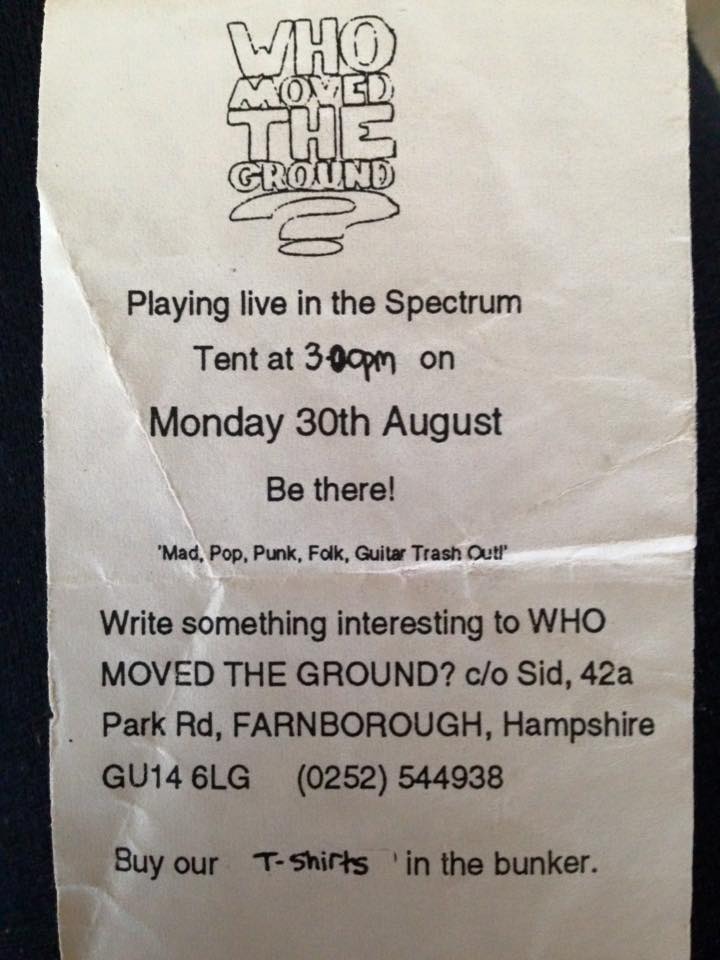 WHO
MOVED
THE
GROUND
?
Playing live in the Spectrum
Tent at 3-00pm on
Monday 30th August
Be there!
'Mad, Pop, Punk, Folk, Guitar Trash Out!'
Write something interesting to WHO
MOVED THE GROUND? c/o Sid, 42a
Park Rd, FARNBOROUGH, Hampshire
GU14 6LG (0252) 544938
Buy our T-shirts ' in the bunker.